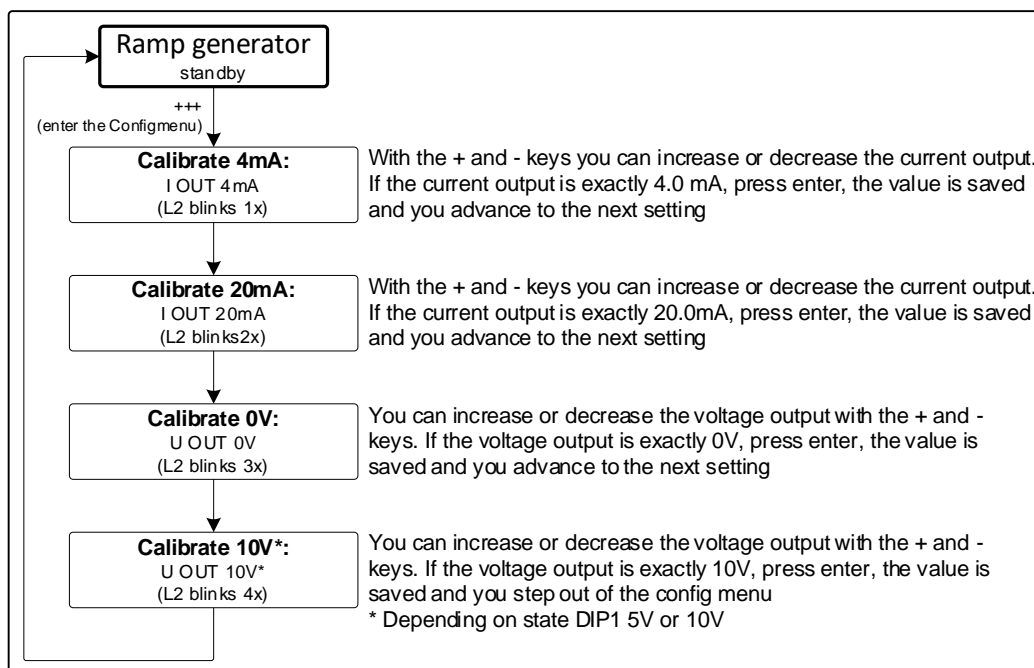 Ramp generator
standby
+++
(enter the Configmenu)
Calibrate 4mA:
I OUT 4mA
(L2 blinks 1x)
With the + and - keys you can increase or decrease the current output.
If the current output is exactly 4.0 mA, press enter, the value is saved
and you advance to the next setting
Calibrate 20mA:
I OUT 20mA
(L2 blinks2x)
With the + and - keys you can increase or decrease the current output.
If the current output is exactly 20.0mA, press enter, the value is saved
and you advance to the next setting
Calibrate 0V:
U OUT 0V
(L2 blinks 3x)
You can increase or decrease the voltage output with the + and -
keys. If the voltage output is exactly 0V, press enter, the value is
saved and you advance to the next setting
Calibrate 10V*:
U OUT 10V*
(L2 blinks 4x)
You can increase or decrease the voltage output with the + and -
keys. If the voltage output is exactly 10V, press enter, the value is
saved and you step out of the config menu
* Depending on state DIP1 5V or 10V